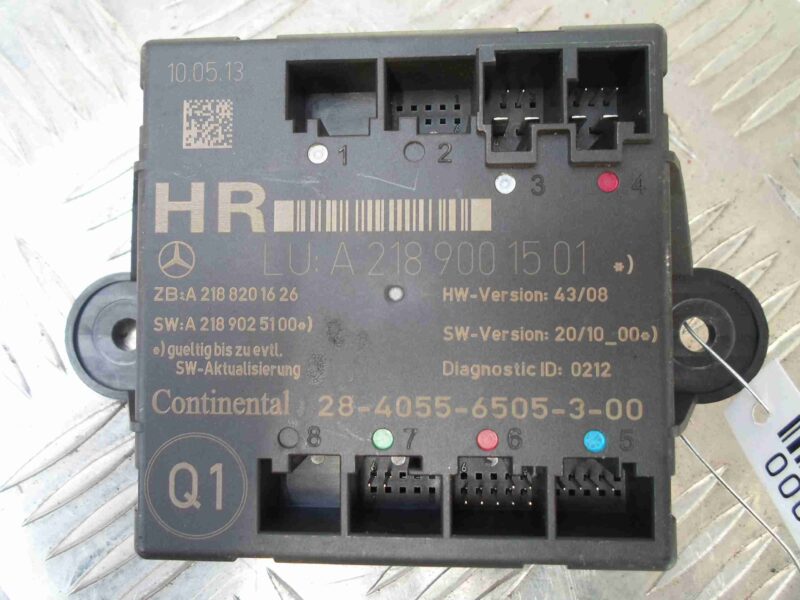 10.05.13
1 2 3 4
HR
LU: A 218 900 15 01 *)
ZB: A 218 820 16 26
HW-Version: 43/08
SW: A 218 902 51 00*)
SW-Version: 20/10_00*)
*) gueltig bis zu evtl.
SW-Aktualisierung
Diagnostic ID: 0212
Continental 28-4055-6505-3-00
8 7 6 5
Q1